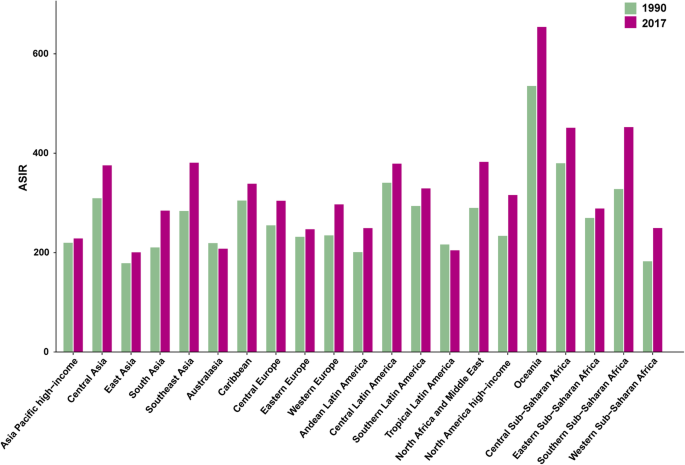 1990
2017
ASIR
600
400
200
0
Asia Pacific high−income
Central Asia
East Asia
South Asia
Southeast Asia
Australasia
Caribbean
Central Europe
Eastern Europe
Western Europe
Andean Latin America
Central Latin America
Southern Latin America
Tropical Latin America
North Africa and Middle East
North America high−income
Oceania
Central Sub−Saharan Africa
Eastern Sub−Saharan Africa
Southern Sub−Saharan Africa
Western Sub−Saharan Africa